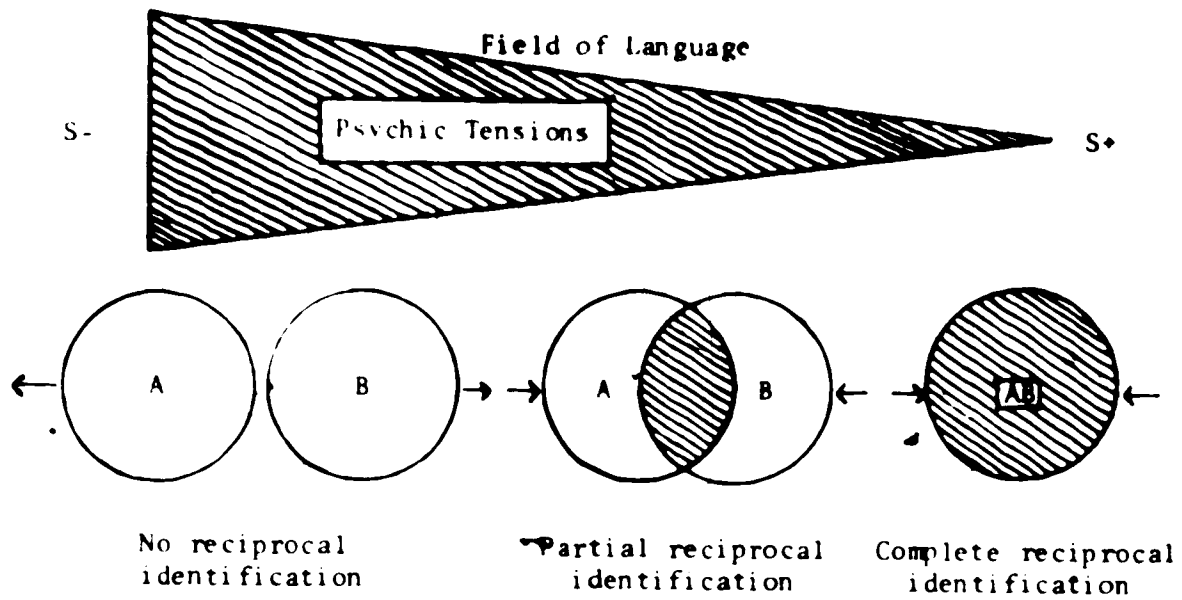 Field of Language
S-
Psychic Tensions
S+
A
B
A
B
AB
No reciprocal
identification
Partial reciprocal
identification
Complete reciprocal
identification